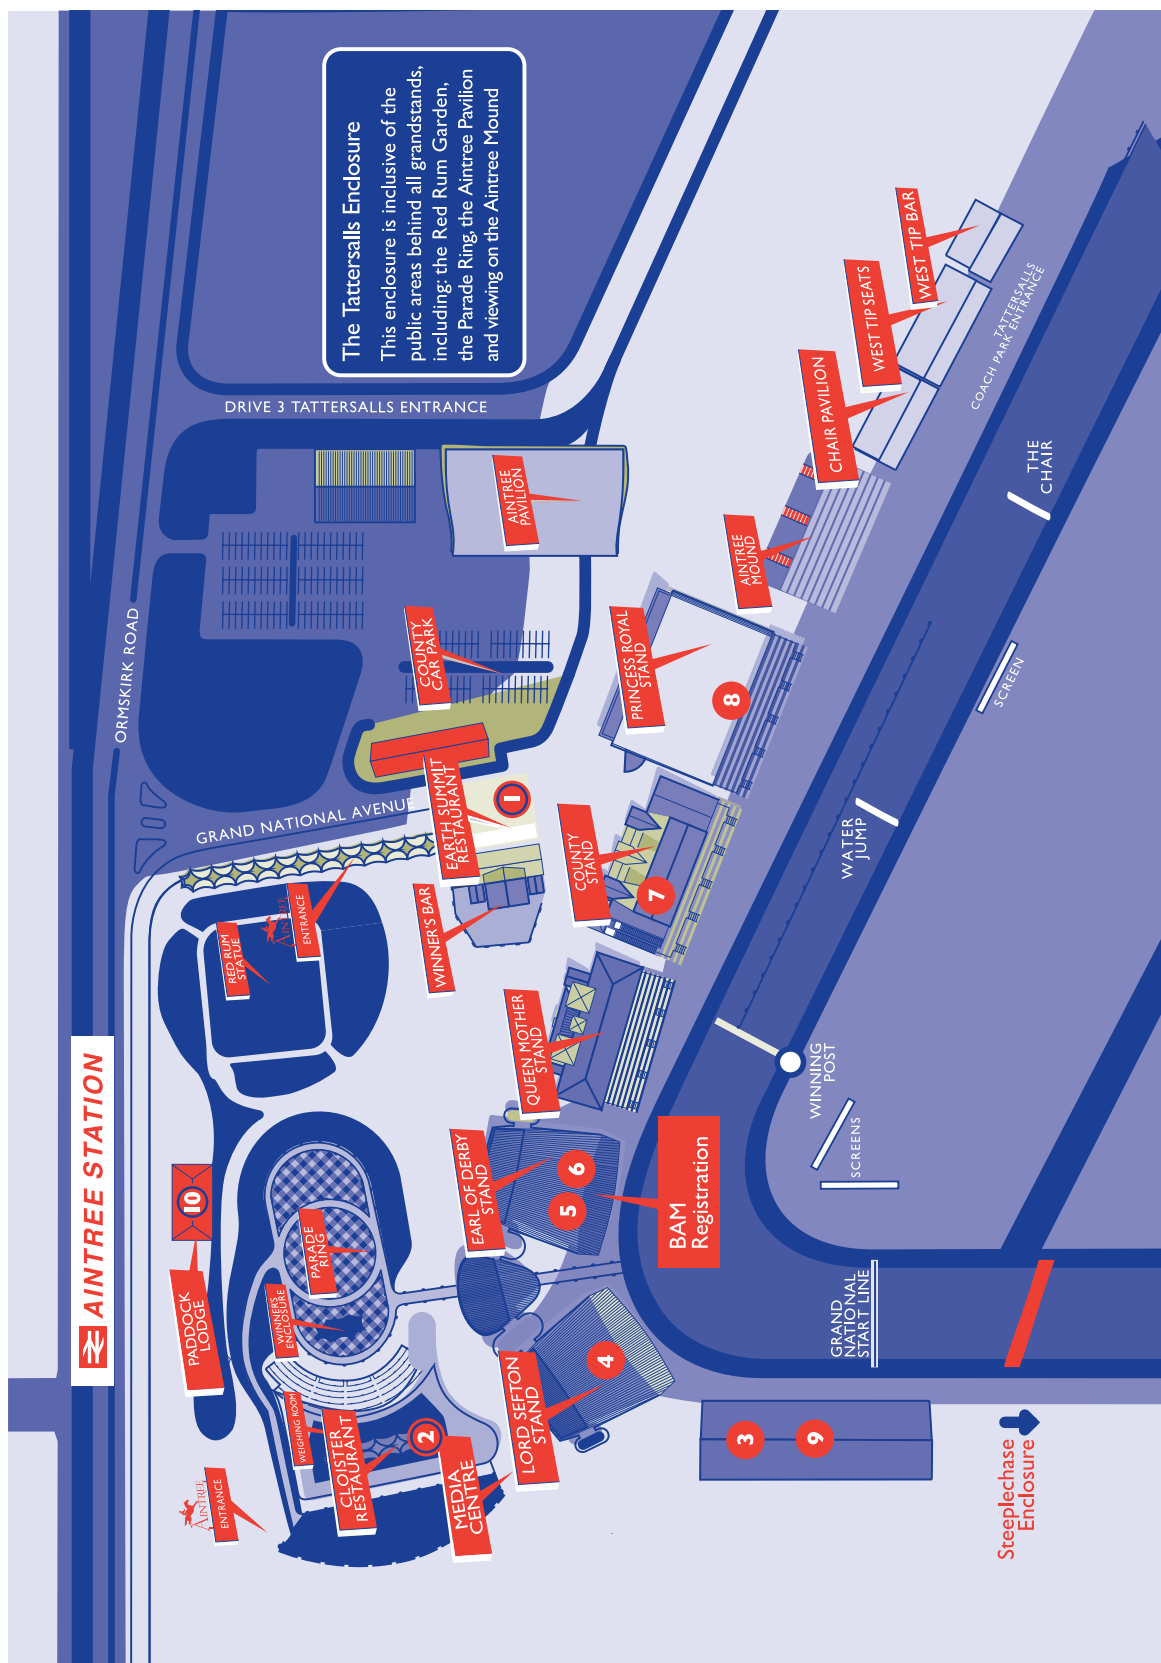 AINTREE STATION
ORMSKIRK ROAD
The Tattersalls Enclosure
This enclosure is inclusive of the
public areas behind all grandstands,
including: the Red Rum Garden,
the Parade Ring, the Aintree Pavilion
and viewing on the Aintree Mound
DRIVE 3 TATTERSALLS ENTRANCE
GRAND NATIONAL AVENUE
AINTREE
ENTRANCE
PADDOCK
LODGE
10
RED RUM
STATUE
AINTREE
ENTRANCE
WEIGHING ROOM
WINNER'S
ENCLOSURE
PARADE
RING
CLOISTER
RESTAURANT
2
MEDIA
CENTRE
WINNER'S BAR
EARTH SUMMIT
RESTAURANT
1
COUNTY
CAR PARK
AINTREE
PAVILION
LORD SEFTON
STAND
4
EARL OF DERBY
STAND
5
6
BAM
Registration
QUEEN MOTHER
STAND
COUNTY
STAND
7
PRINCESS ROYAL
STAND
8
AINTREE
MOUND
CHAIR PAVILION
WEST TIP SEATS
WEST TIP BAR
TATTERSALLS
COACH PARK ENTRANCE
3
9
Steeplechase
Enclosure
GRAND
NATIONAL
START LINE
SCREENS
WINNING
POST
WATER
JUMP
SCREEN
THE
CHAIR